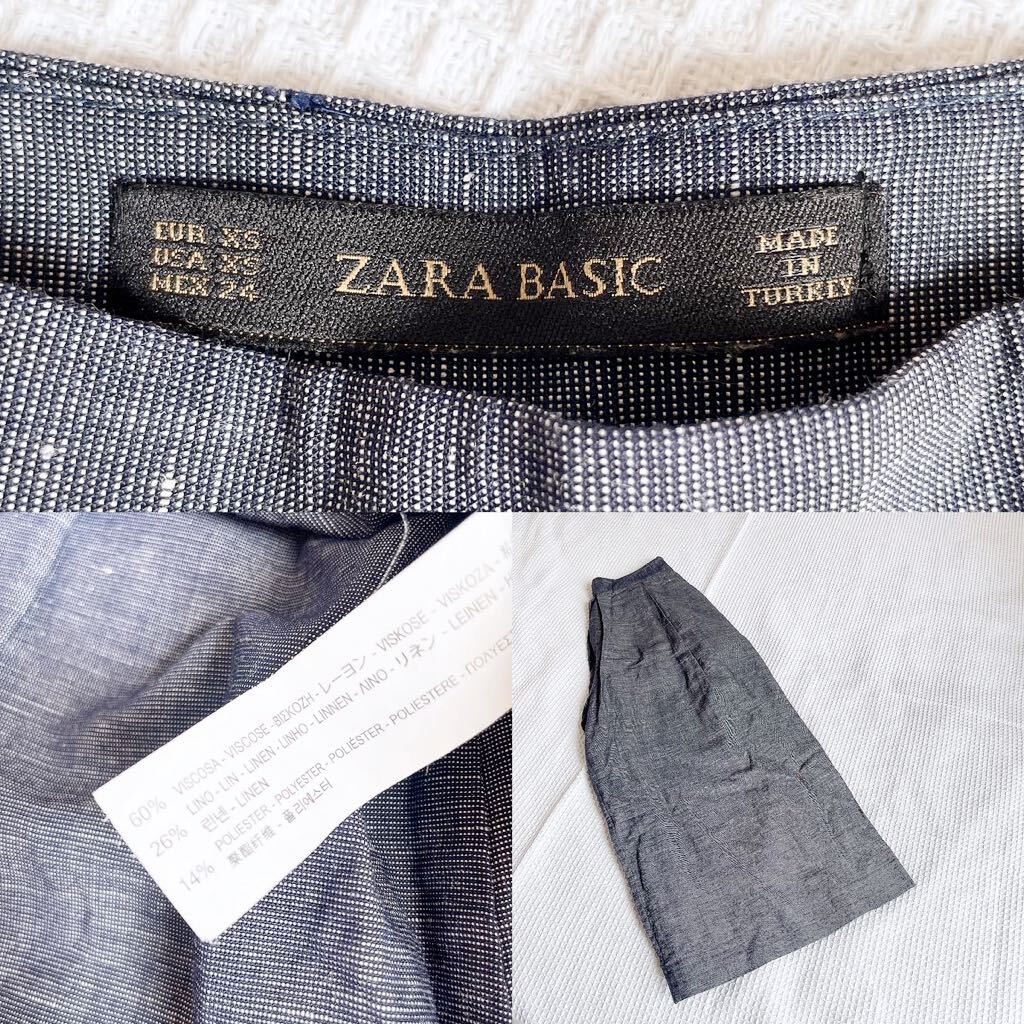 EUR XS
USA XS
MEX 24
ZARA BASIC
MADE
IN
TURKEY
60% VISCOSA - VISCOSE - ΒΙΣΚΟΖΗ - レーヨン - VISKOSE - VISKOZA -
26% LINO - LIN - LINEN - LINHO - LINNEN - ΛΙΝΟ - リネン - LEINEN -
린넨 - LINEN
14% POLIESTER - POLYESTER - POLIÉSTER - POLIESTERE -
聚酯纤维 - 폴리에스터